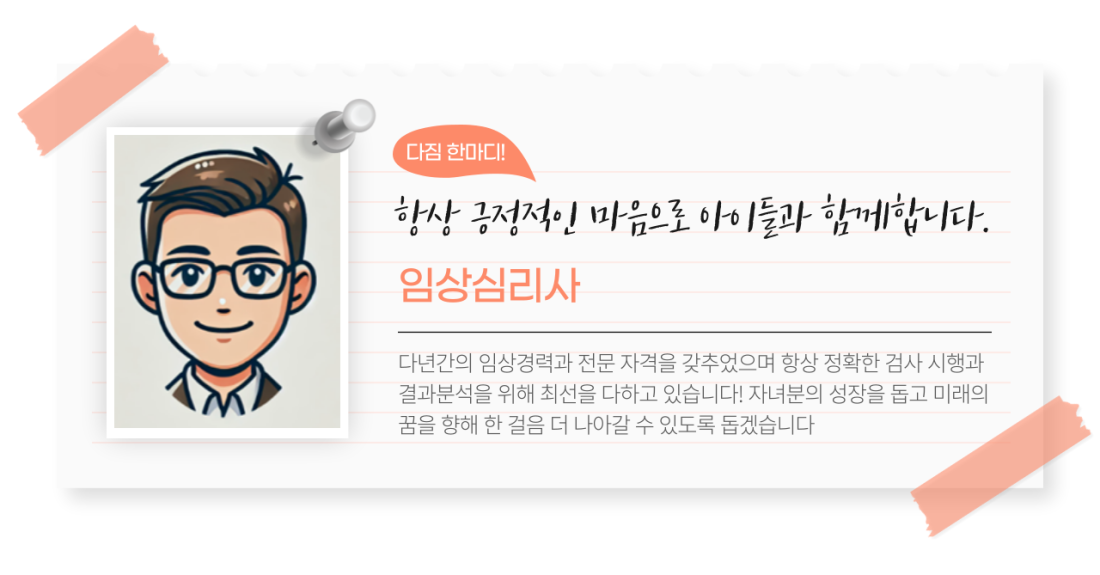 다짐 한마디!
항상 긍정적인 마음으로 아이들과 함께합니다.
임상심리사
다년간의 임상경력과 전문 자격을 갖추었으며 항상 정확한 검사 시행과
결과분석을 위해 최선을 다하고 있습니다! 자녀분의 성장을 돕고 미래의
꿈을 향해 한 걸음 더 나아갈 수 있도록 돕겠습니다